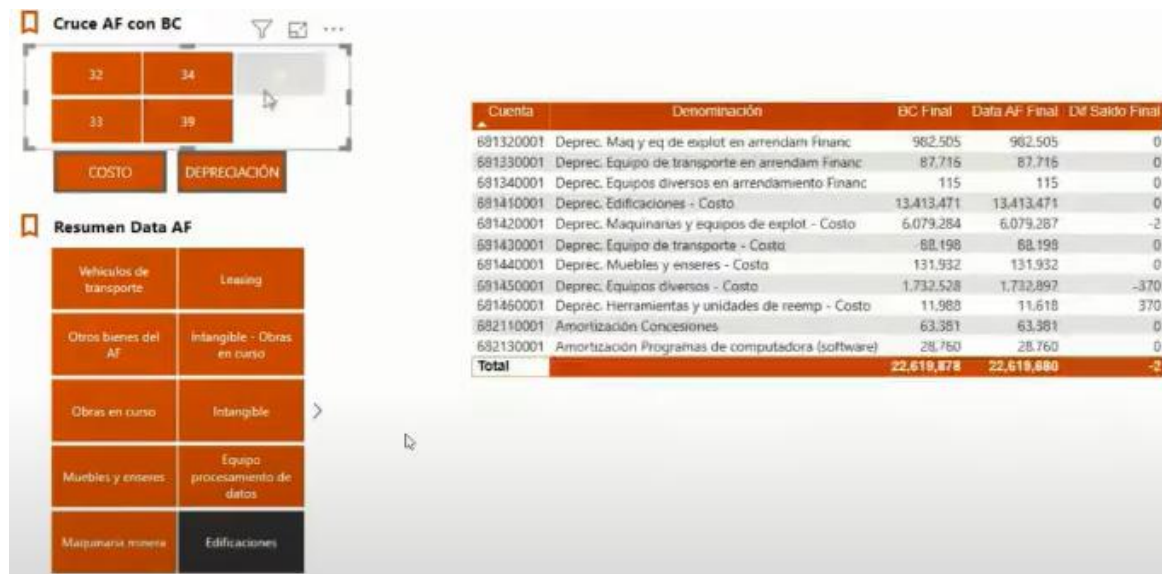 Cruce AF con BC
32 34
33 39
COSTO DEPRECIACIÓN
Resumen Data AF
Vehiculos de transporte
Leasing
Otros bienes del AF
Intangible - Obras en curso
Obras en curso
Intangible
Muebles y enseres
Equipo procesamiento de datos
Maquinaria minera
Edificaciones
Cuenta Denominación BC Final Data AF Final Dif Saldo Final
681320001 Deprec. Maq y eq de explot en arrendam Financ 982,505 982,505 0
681330001 Deprec. Equipo de transporte en arrendam Financ 87,716 87,716 0
681340001 Deprec. Equipos diversos en arrendamiento Financ 115 115 0
681410001 Deprec. Edificaciones - Costo 13,413,471 13,413,471 0
681420001 Deprec. Maquinarias y equipos de explot - Costo 6,079,284 6,079,287 -2
681430001 Deprec. Equipo de transporte - Costo 88,198 88,198 0
681440001 Deprec. Muebles y enseres - Costo 131,932 131,932 0
681450001 Deprec. Equipos diversos - Costo 1,732,528 1,732,897 -370
681460001 Deprec. Herramientas y unidades de reemp - Costo 11,988 11,618 370
682110001 Amortización Concesiones 63,381 63,381 0
682130001 Amortización Programas de computadora (software) 28,760 28,760 0
Total 22,619,878 22,619,880 -2